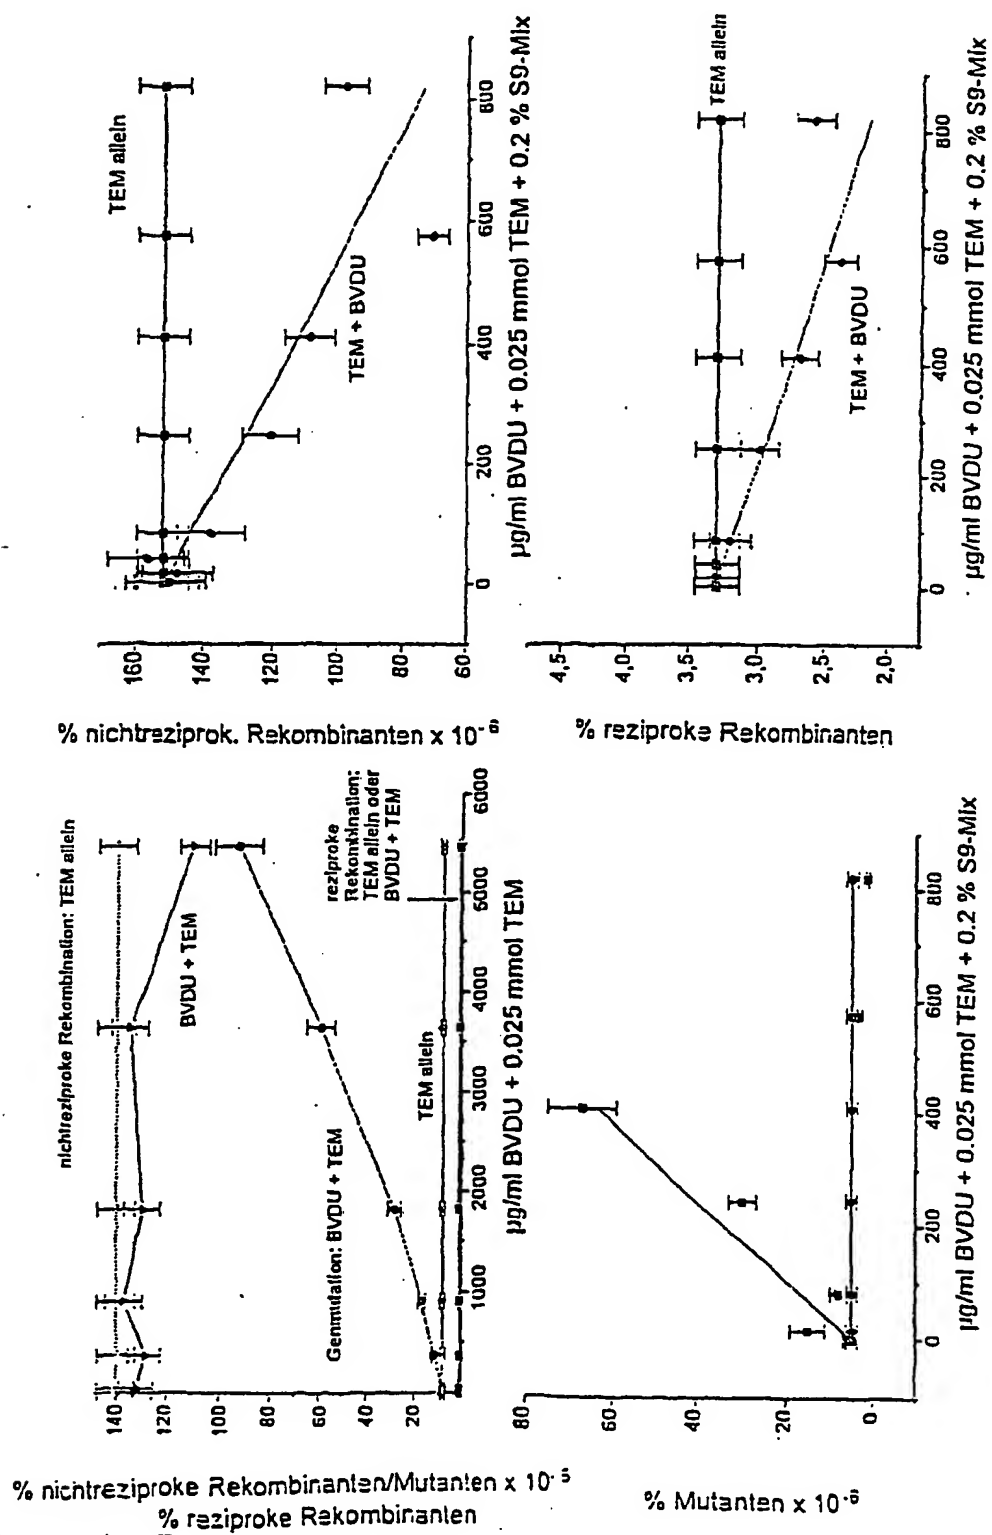 nichtreziproke Rekombination: TEM allein
BVDU + TEM
Genmutation: BVDU + TEM
TEM allein
reziproke
Rekombination:
TEM allein oder
BVDU + TEM
140
120
100
80
60
40
20
1000
2000
3000
4000
5000
6000
µg/ml BVDU + 0.025 mmol TEM
% nichtreziproke Rekombinanten/Mutanten x 10⁻⁵
% reziproke Rekombinanten
TEM allein
TEM + BVDU
160
140
120
100
80
60
0
200
400
600
800
µg/ml BVDU + 0.025 mmol TEM + 0.2 % S9-Mix
% nichtreziprok. Rekombinanten x 10⁻⁶
80
60
40
20
0
0
200
400
600
800
µg/ml BVDU + 0.025 mmol TEM + 0.2 % S9-Mix
% Mutanten x 10⁻⁶
TEM allein
TEM + BVDU
4,5
4,0
3,5
3,0
2,5
2,0
0
200
400
600
800
µg/ml BVDU + 0.025 mmol TEM + 0.2 % S9-Mix
% reziproke Rekombinanten